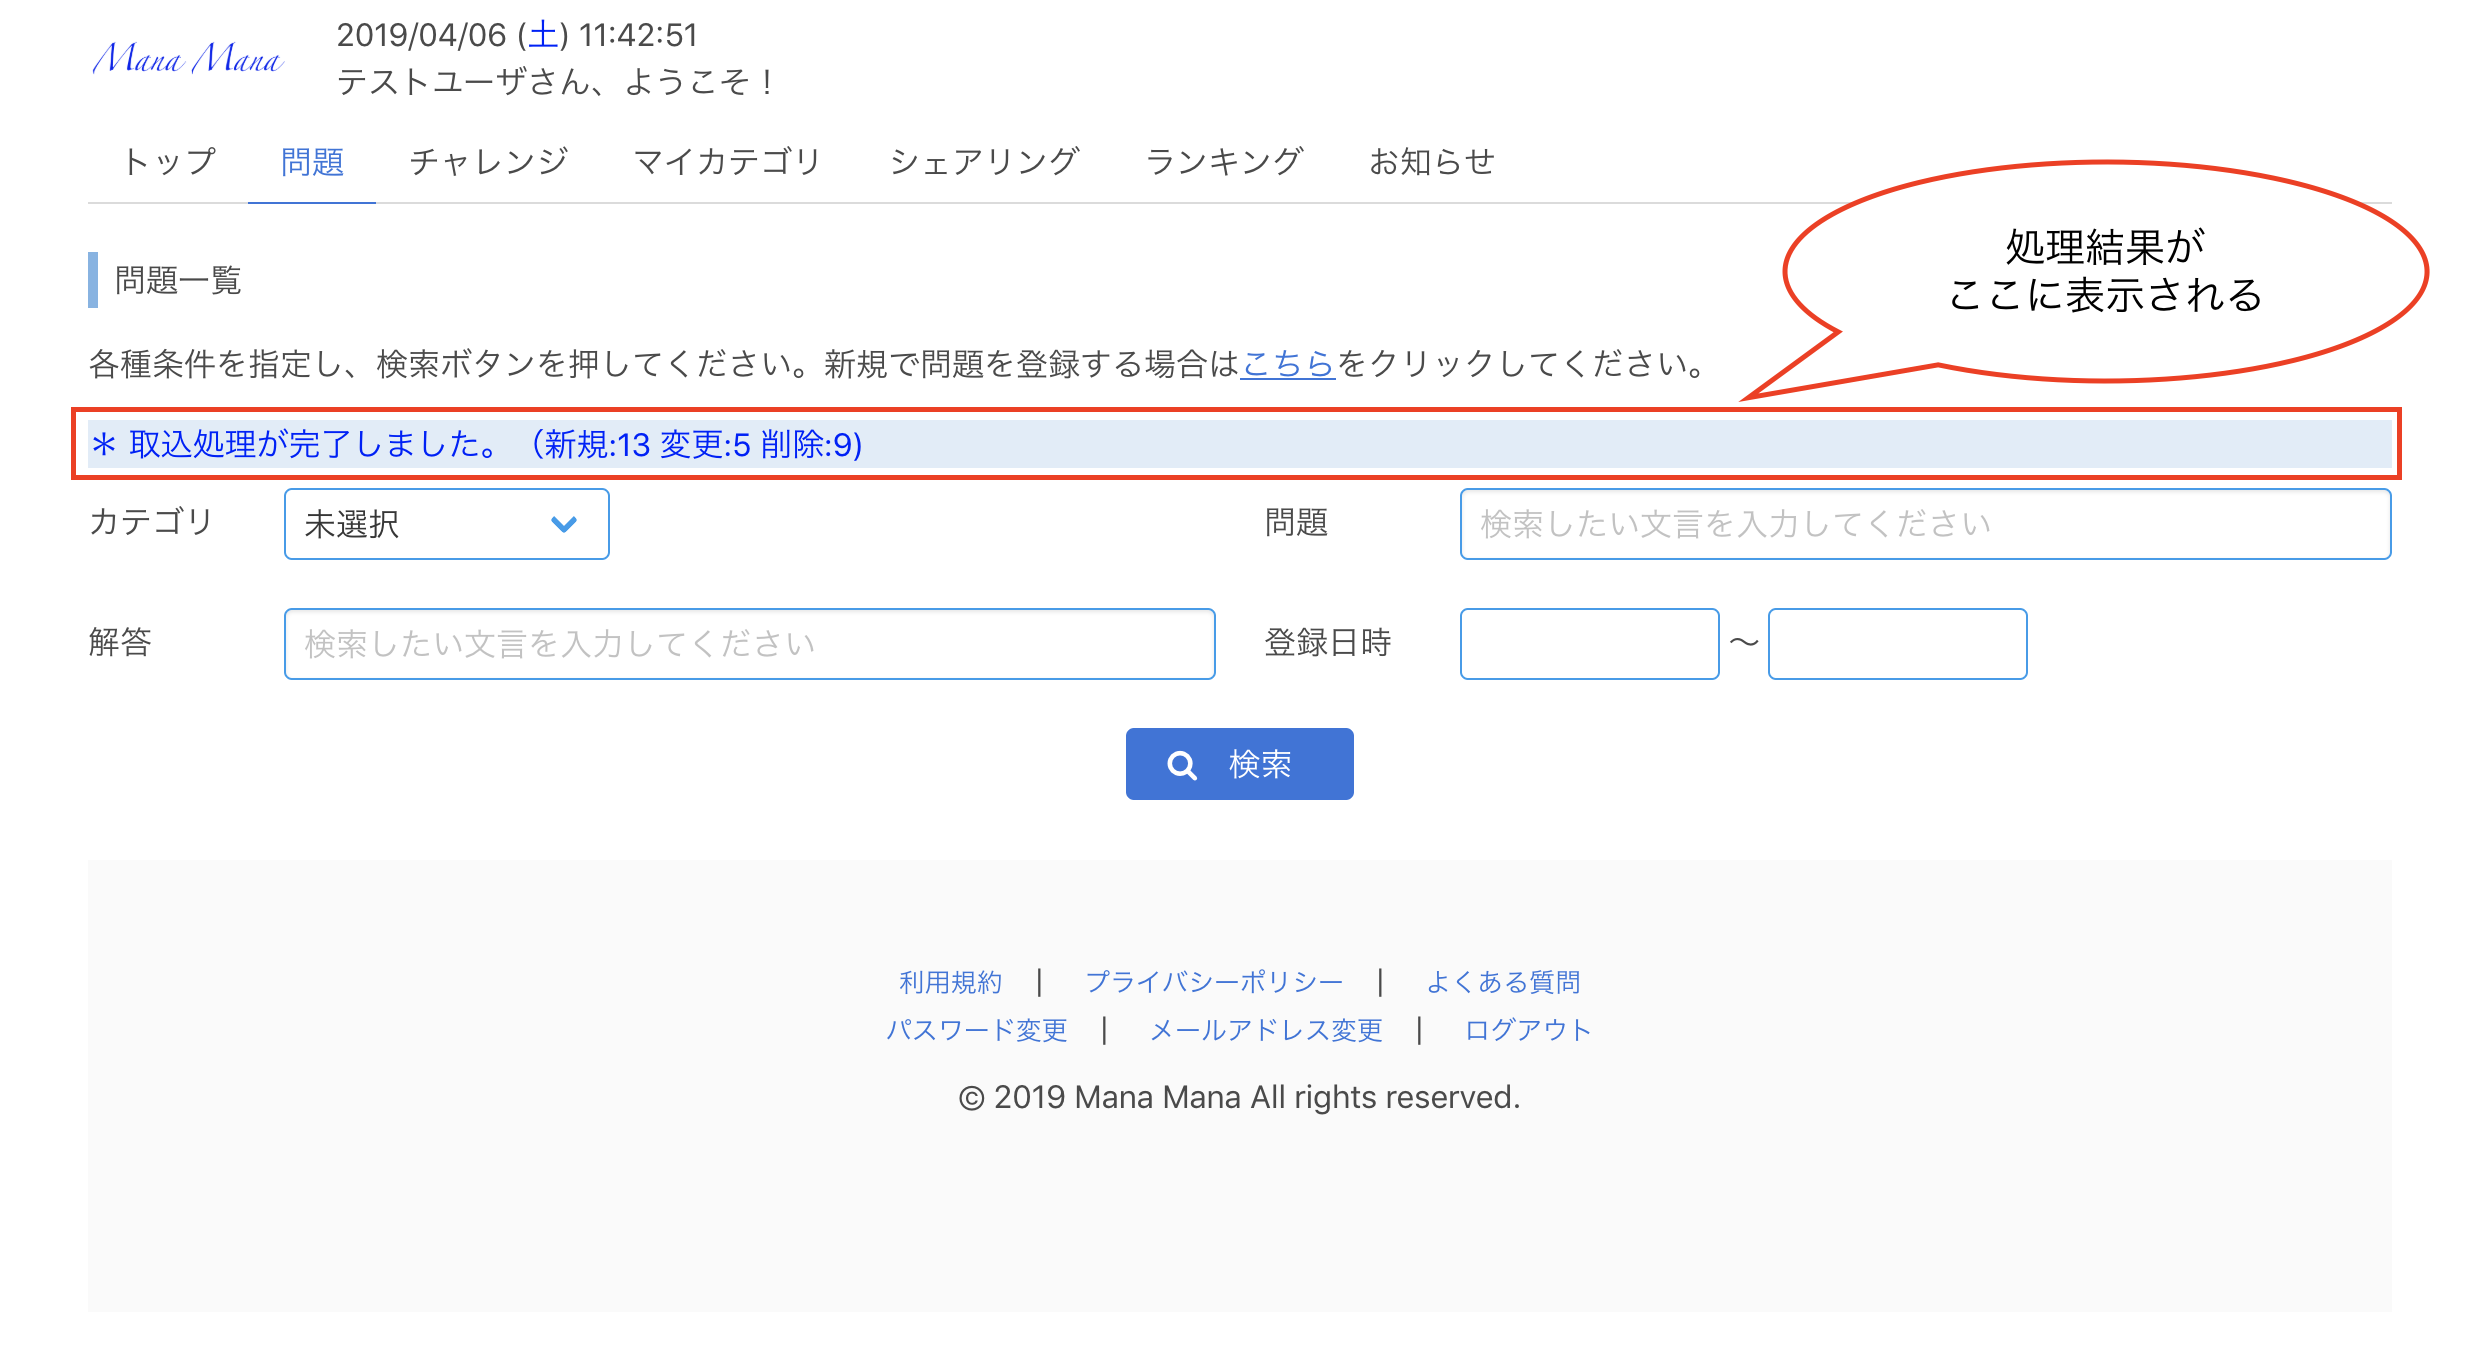 Mana Mana
2019/04/06 (土) 11:42:51
テストユーザさん、ようこそ！
トップ 問題 チャレンジ マイカテゴリ シェアリング ランキング お知らせ
処理結果が
ここに表示される
問題一覧
各種条件を指定し、検索ボタンを押してください。新規で問題を登録する場合はこちらをクリックしてください。
＊ 取込処理が完了しました。（新規:13 変更:5 削除:9)
カテゴリ 未選択 問題 検索したい文言を入力してください
解答 検索したい文言を入力してください 登録日時 〜
検索
利用規約 | プライバシーポリシー | よくある質問
パスワード変更 | メールアドレス変更 | ログアウト
© 2019 Mana Mana All rights reserved.